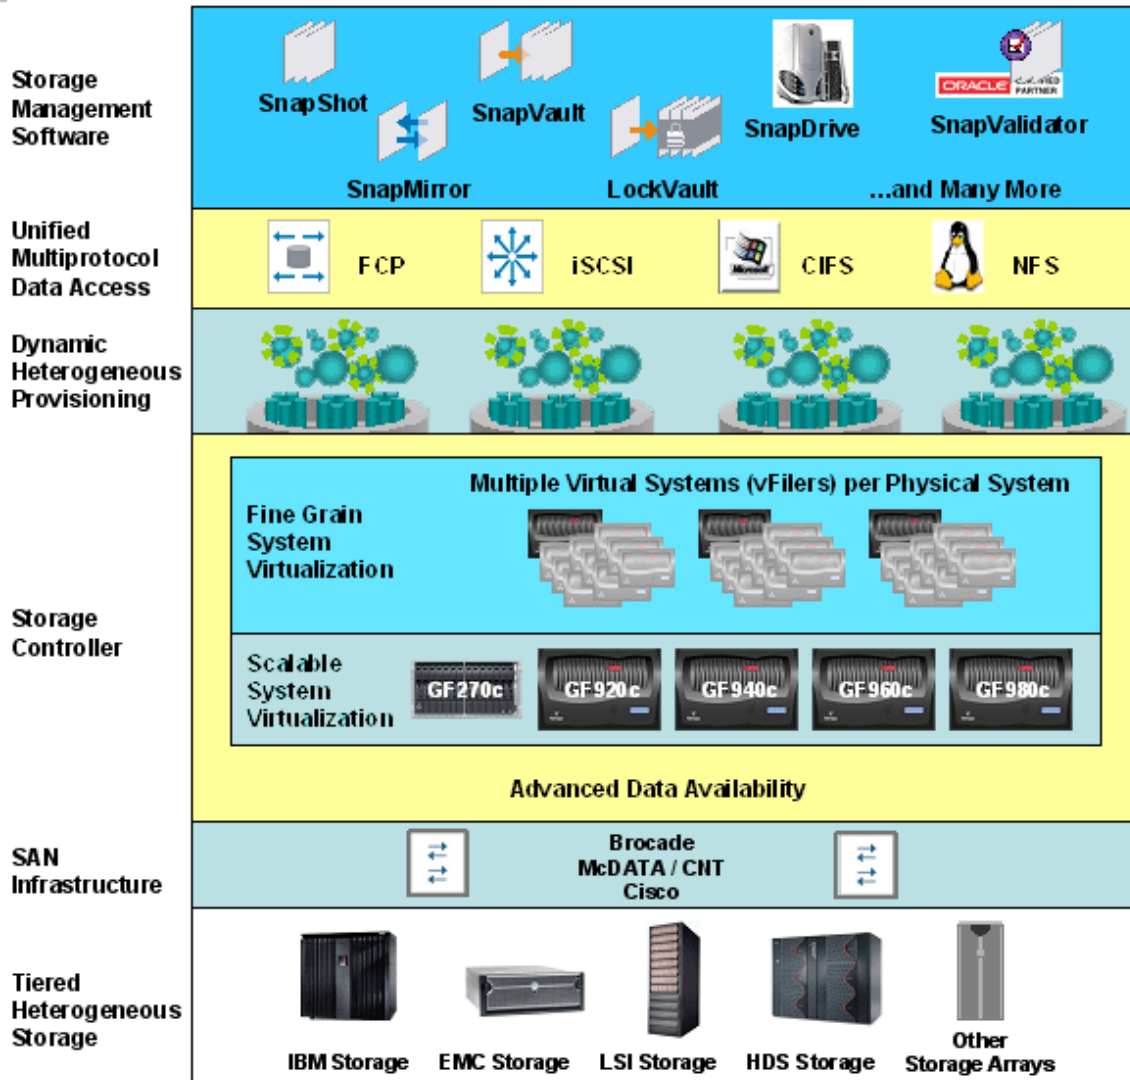 Storage
Management
Software
SnapShot
SnapVault
SnapDrive
ORACLE
PARTNER
SnapValidator
SnapMirror
LockVault
...and Many More
Unified
Multiprotocol
Data Access
FCP
iSCSI
Microsoft
CIFS
NFS
Dynamic
Heterogeneous
Provisioning
Storage
Controller
Multiple Virtual Systems (vFilers) per Physical System
Fine Grain
System
Virtualization
Scalable
System
Virtualization
GF270c
GF920c
GF940c
GF960c
GF980c
Advanced Data Availability
SAN
Infrastructure
Brocade
McDATA / CNT
Cisco
Tiered
Heterogeneous
Storage
IBM Storage
EMC Storage
LSI Storage
HDS Storage
Other
Storage Arrays